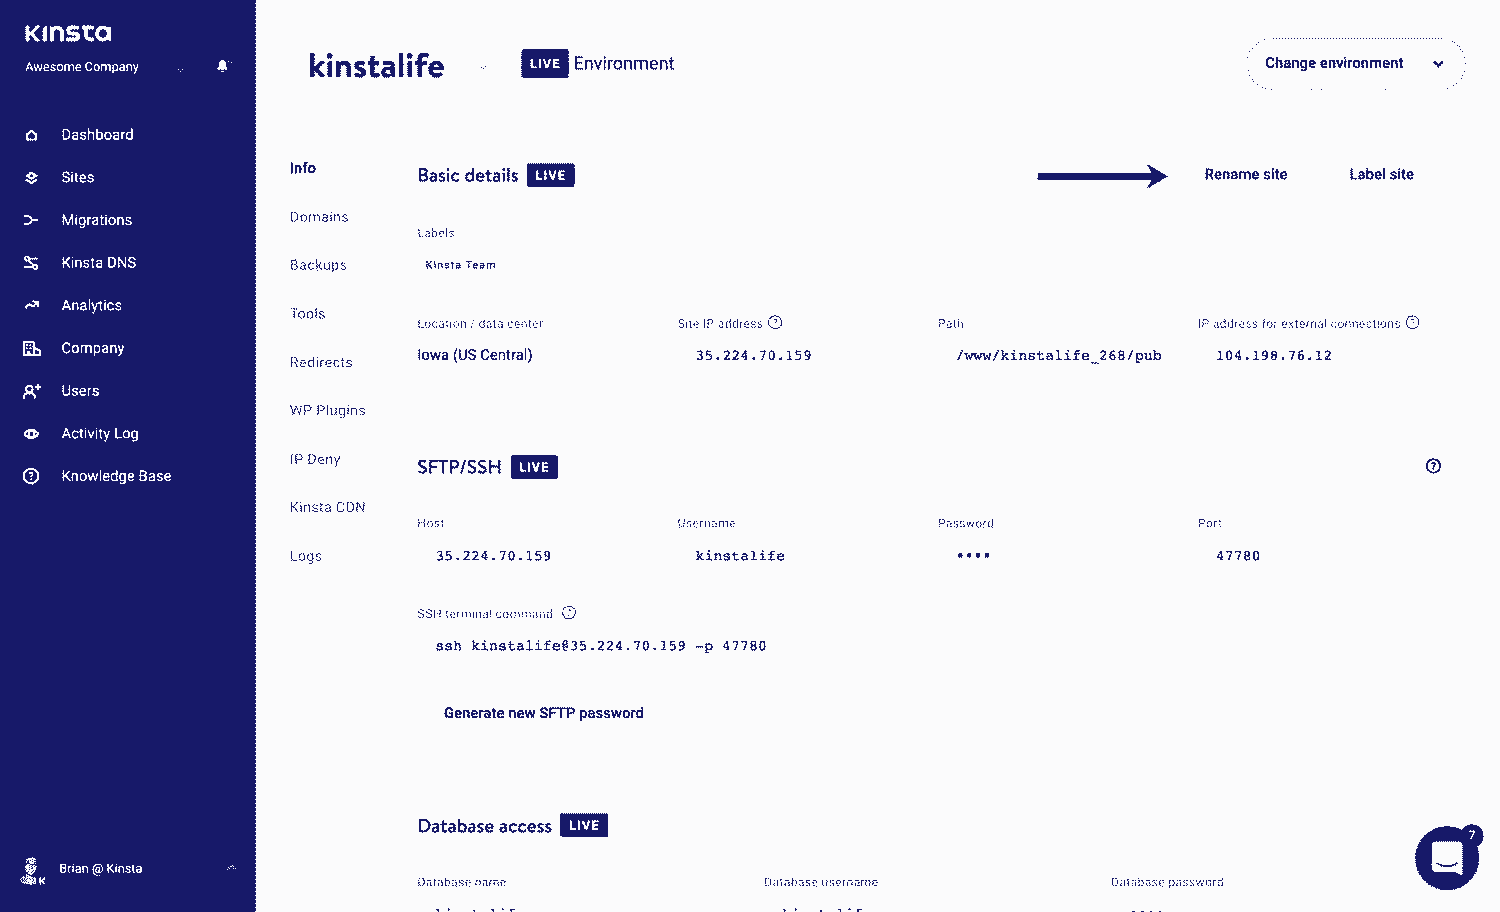 Kinsta
Awesome Company
Dashboard
Sites
Migrations
Kinsta DNS
Analytics
Company
Users
Activity Log
Knowledge Base
Brian @ Kinsta
kinstalife LIVE Environment
Change environment
Info
Domains
Backups
Tools
Redirects
WP Plugins
IP Deny
Kinsta CDN
Logs
Basic details LIVE
Rename site Label site
Labels
Kinsta Team
Location / data center Site IP address ? Path IP address for external connections ?
Iowa (US Central) 35.224.70.159 /www/kinstalife_268/pub 104.198.76.12
SFTP/SSH LIVE ?
Host Username Password Port
35.224.70.159 kinstalife •••• 47780
SSH terminal command ?
ssh kinstalife@35.224.70.159 -p 47780
Generate new SFTP password
Database access LIVE
7
Database name Database username Database password